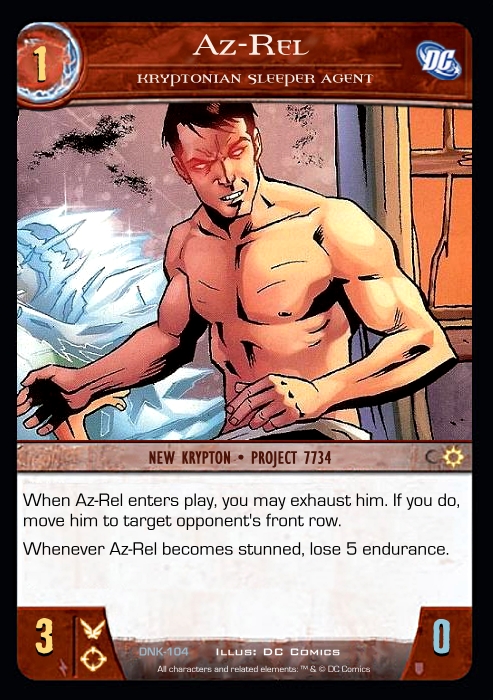 1
Az-Rel
DC
Kryptonian Sleeper Agent
NEW KRYPTON • PROJECT 7734
When Az-Rel enters play, you may exhaust him. If you do,
move him to target opponent's front row.
Whenever Az-Rel becomes stunned, lose 5 endurance.
3
0
DNK-104 Illus: DC Comics
All characters and related elements: ™ & © DC Comics